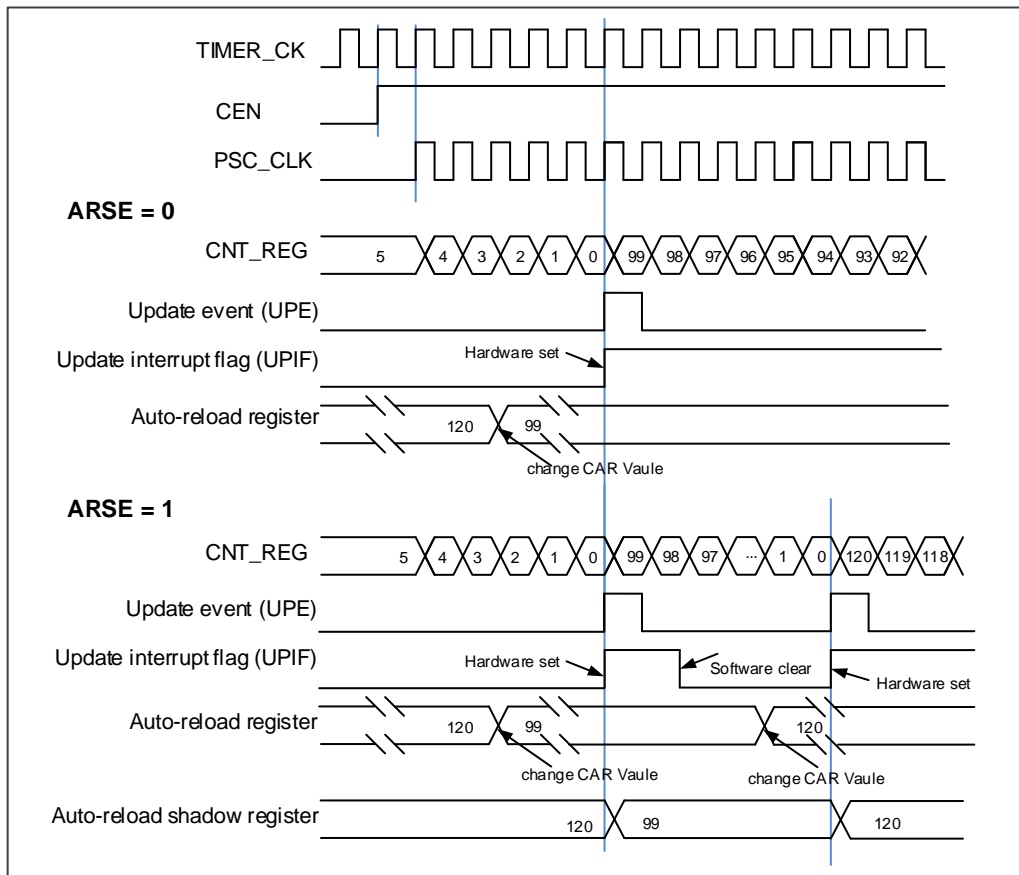 TIMER_CK
CEN
PSC_CLK
ARSE = 0
CNT_REG 5 4 3 2 1 0 99 98 97 96 95 94 93 92
Update event (UPE)
Update interrupt flag (UPIF) Hardware set
Auto-reload register 120 99
change CAR Vaule
ARSE = 1
CNT_REG 5 4 3 2 1 0 99 98 97 ... 1 0 120 119 118
Update event (UPE)
Update interrupt flag (UPIF) Hardware set Software clear Hardware set
Auto-reload register 120 99 120
change CAR Vaule change CAR Vaule
Auto-reload shadow register 120 99 120